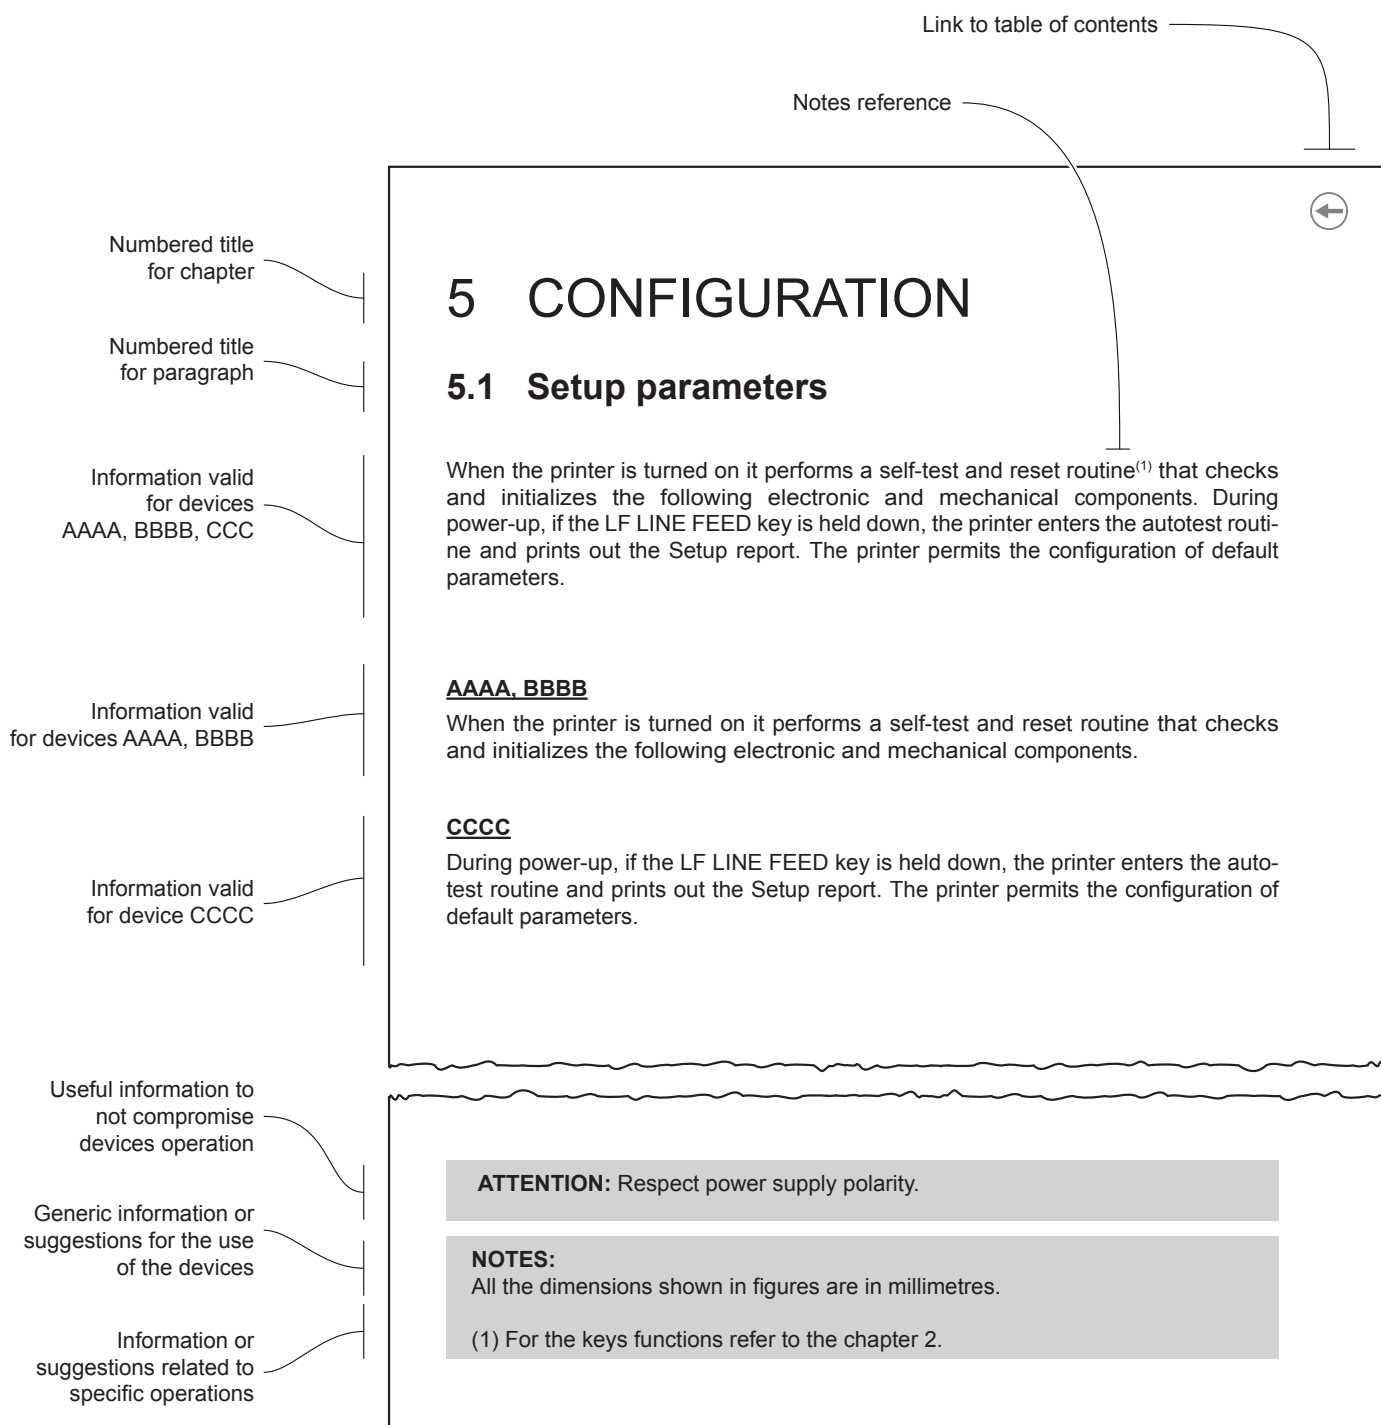 Link to table of contents
Notes reference
Numbered title
for chapter
5 CONFIGURATION
Numbered title
for paragraph
5.1 Setup parameters
Information valid
for devices
AAAA, BBBB, CCC
When the printer is turned on it performs a self-test and reset routine(1) that checks
and initializes the following electronic and mechanical components. During
power-up, if the LF LINE FEED key is held down, the printer enters the autotest routi-
ne and prints out the Setup report. The printer permits the configuration of default
parameters.
Information valid
for devices AAAA, BBBB
AAAA, BBBB
When the printer is turned on it performs a self-test and reset routine that checks
and initializes the following electronic and mechanical components.
Information valid
for device CCCC
CCCC
During power-up, if the LF LINE FEED key is held down, the printer enters the auto-
test routine and prints out the Setup report. The printer permits the configuration of
default parameters.
Useful information to
not compromise
devices operation
ATTENTION: Respect power supply polarity.
Generic information or
suggestions for the use
of the devices
NOTES:
All the dimensions shown in figures are in millimetres.
Information or
suggestions related to
specific operations
(1) For the keys functions refer to the chapter 2.